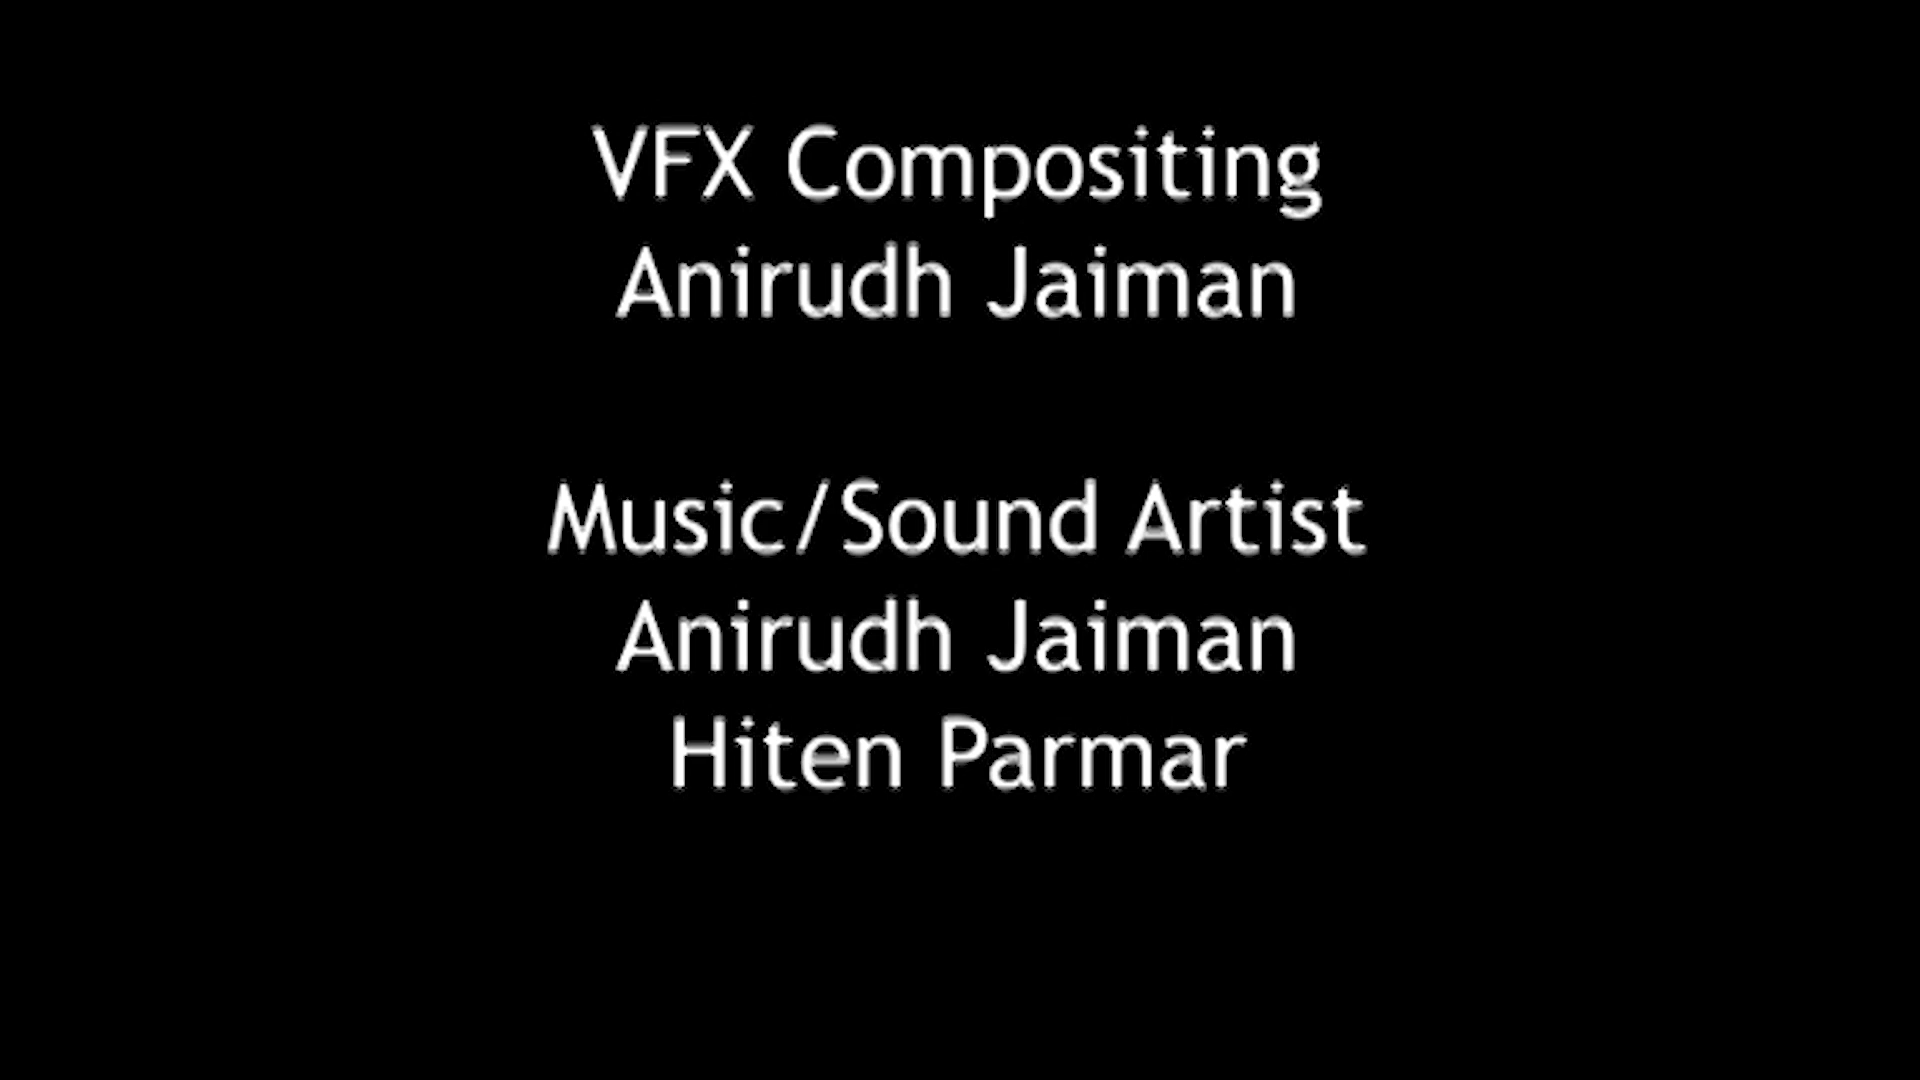 VFX Compositing
Anirudh Jaiman
Music/Sound Artist
Anirudh Jaiman
Hiten Parmar